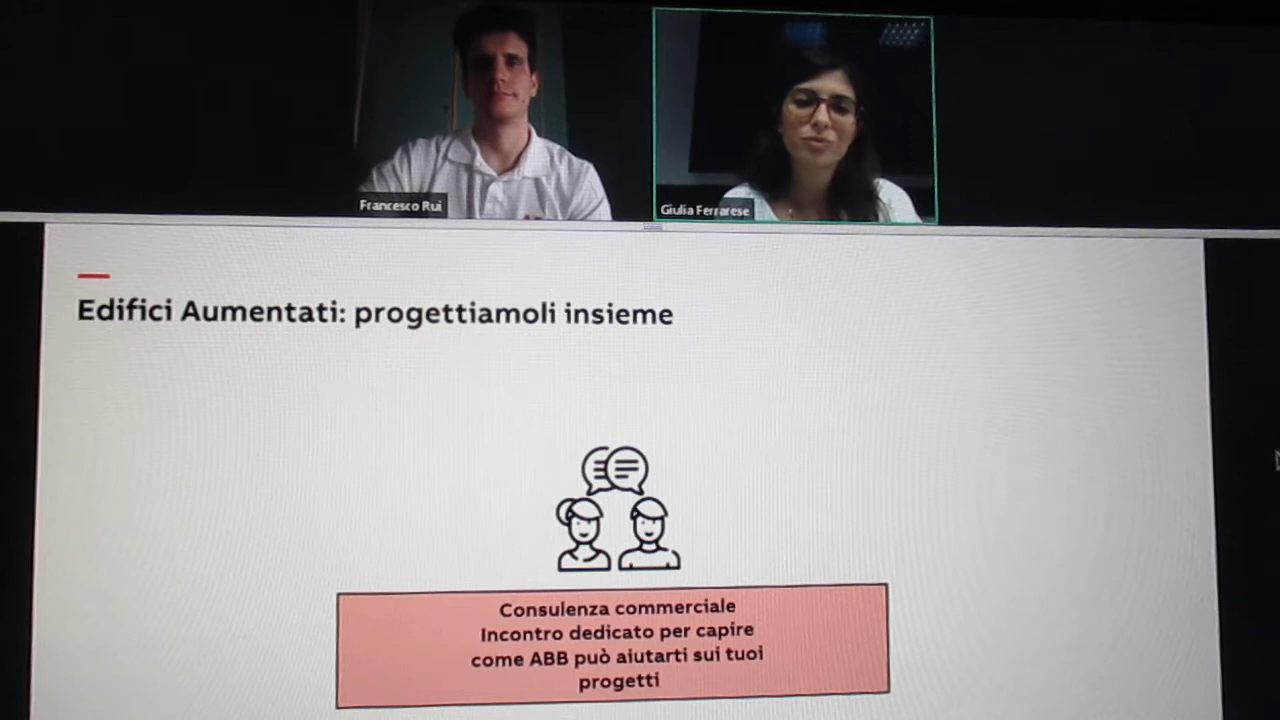 Francesco Rui
Giulia Ferrarese
Edifici Aumentati: progettiamoli insieme
Consulenza commerciale
Incontro dedicato per capire
come ABB può aiutarti sui tuoi
progetti